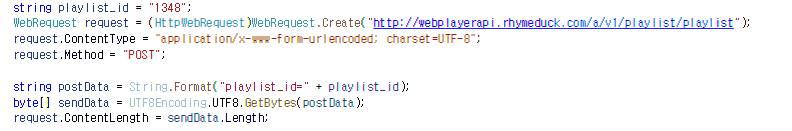 string playlist_id = "1348";
WebRequest request = (HttpWebRequest)WebRequest.Create("http://webplayerapi.rhymeduck.com/a/v1/playlist/playlist");
request.ContentType = "application/x-www-form-urlencoded; charset=UTF-8";
request.Method = "POST";
string postData = String.Format("playlist_id=" + playlist_id);
byte[] sendData = UTF8Encoding.UTF8.GetBytes(postData);
request.ContentLength = sendData.Length;